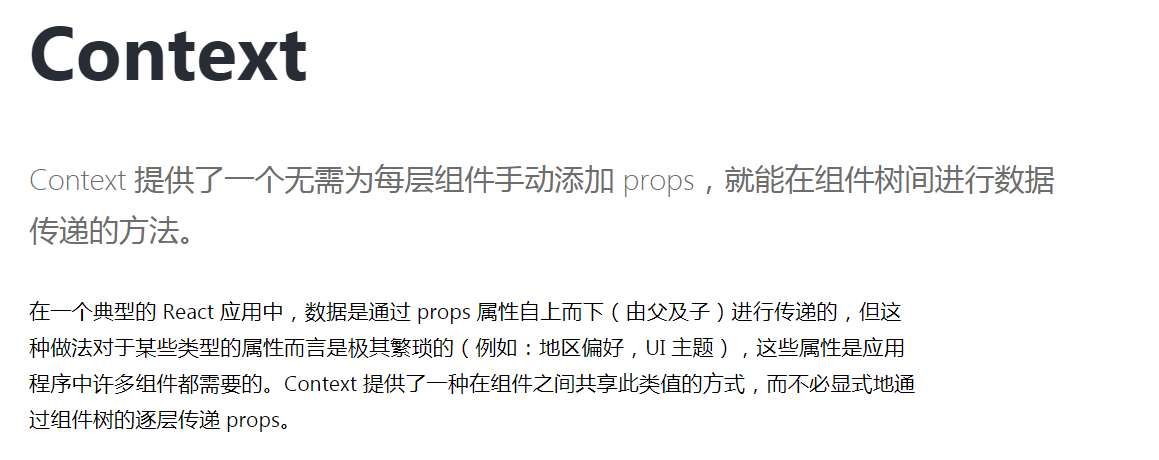 Context
Context 提供了一个无需为每层组件手动添加 props，就能在组件树间进行数据
传递的方法。
在一个典型的 React 应用中，数据是通过 props 属性自上而下（由父及子）进行传递的，但这
种做法对于某些类型的属性而言是极其繁琐的（例如：地区偏好，UI 主题），这些属性是应用
程序中许多组件都需要的。Context 提供了一种在组件之间共享此类值的方式，而不必显式地通
过组件树的逐层传递 props。